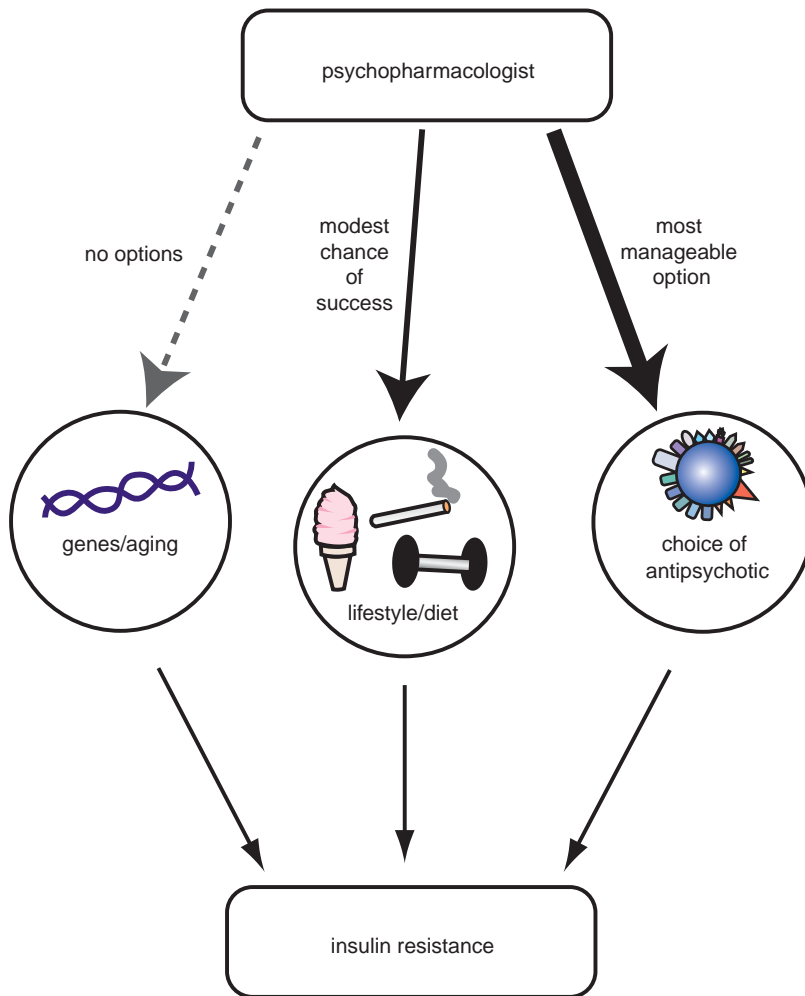 psychopharmacologist
no options
modest
chance
of
success
most
manageable
option
genes/aging
lifestyle/diet
choice of
antipsychotic
insulin resistance